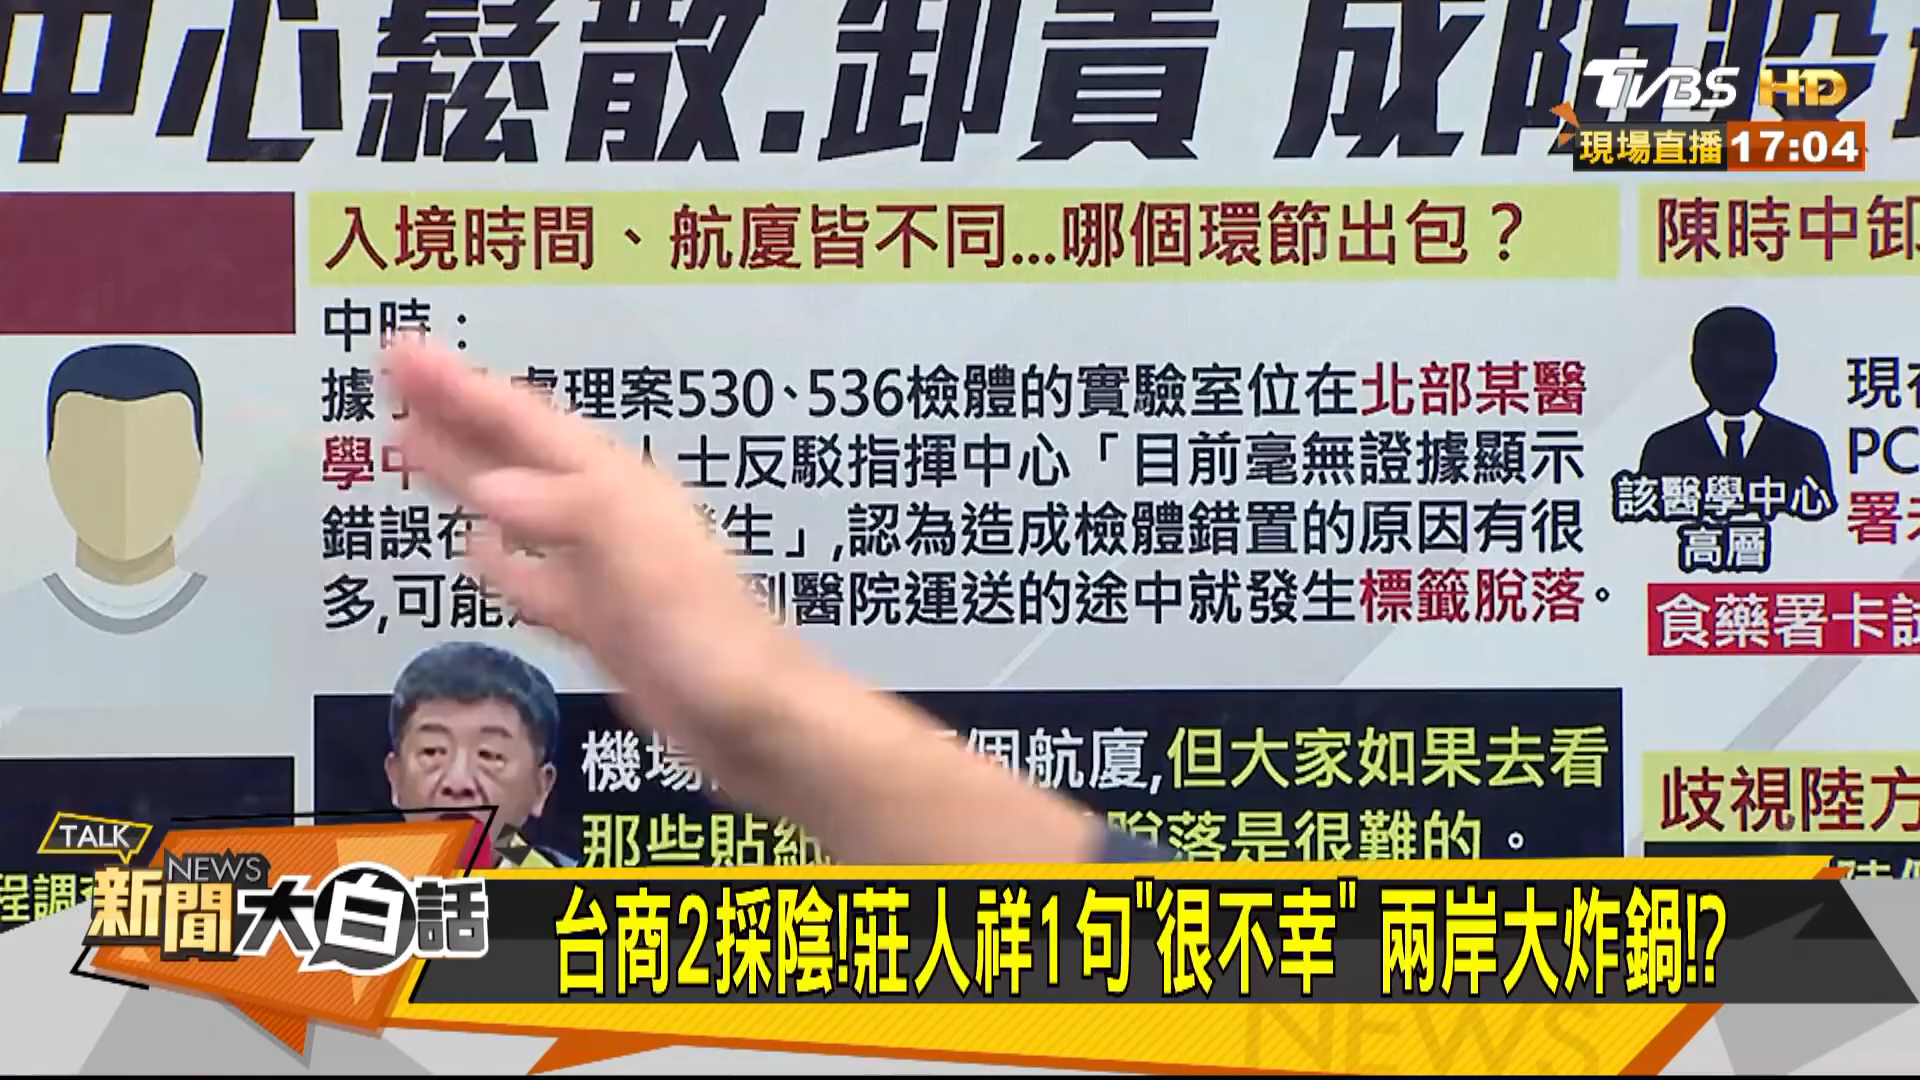 中心鬆散.卸責 成防疫
TVBS HD
現場直播 17:04
入境時間、航廈皆不同...哪個環節出包？
陳時中卸
中時：
處理案530、536檢體的實驗室位在北部某醫
人士反駁指揮中心「目前毫無證據顯示
錯誤在 發生」,認為造成檢體錯置的原因有很
多,可能 到醫院運送的途中就發生標籤脫落。
現在
PC
署未
該醫學中心
高層
食藥署卡試
機場 個航廈,但大家如果去看
那些貼紙 脫落是很難的。
歧視陸方
程調查
TALK
NEWS
新聞大白話
台商2採陰!莊人祥1句"很不幸" 兩岸大炸鍋!?
NEWS